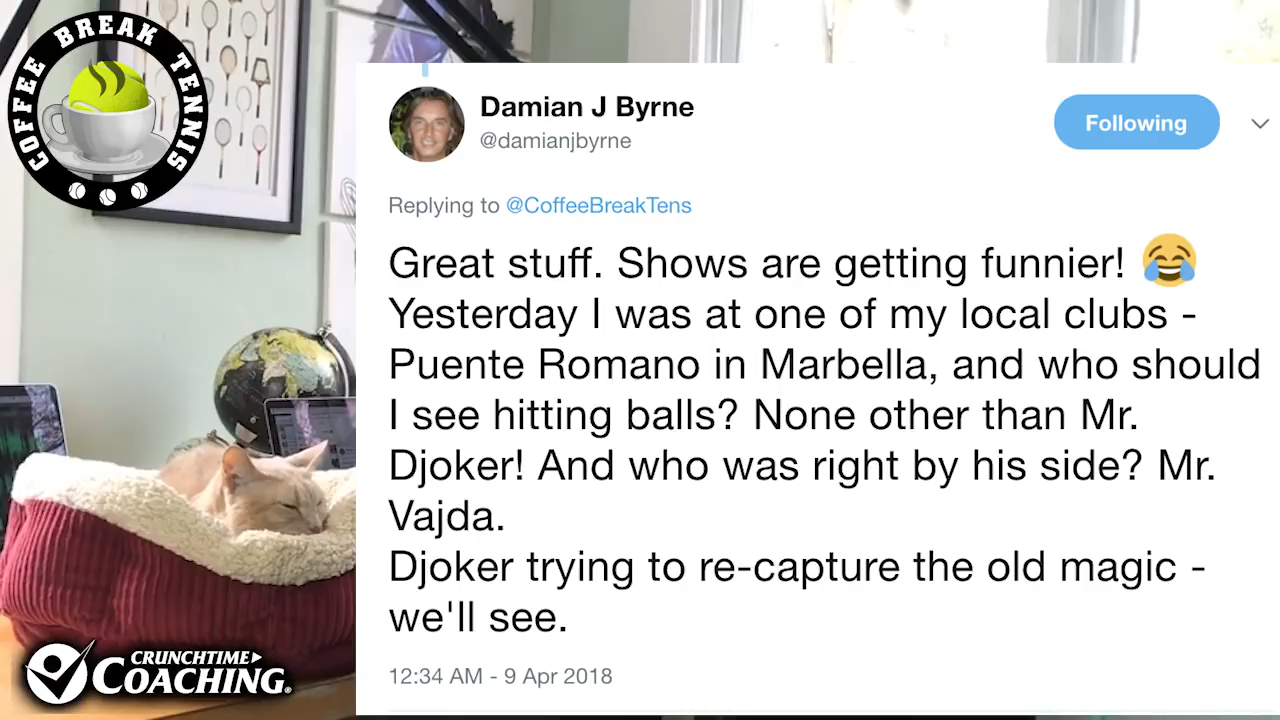 COFFEE BREAK TENNIS
Damian J Byrne
@damianjbyrne
Following
Replying to @CoffeeBreakTens
Great stuff. Shows are getting funnier! 😂
Yesterday I was at one of my local clubs -
Puente Romano in Marbella, and who should
I see hitting balls? None other than Mr.
Djoker! And who was right by his side? Mr.
Vajda.
Djoker trying to re-capture the old magic -
we'll see.
12:34 AM - 9 Apr 2018
CRUNCHTIME
COACHING®